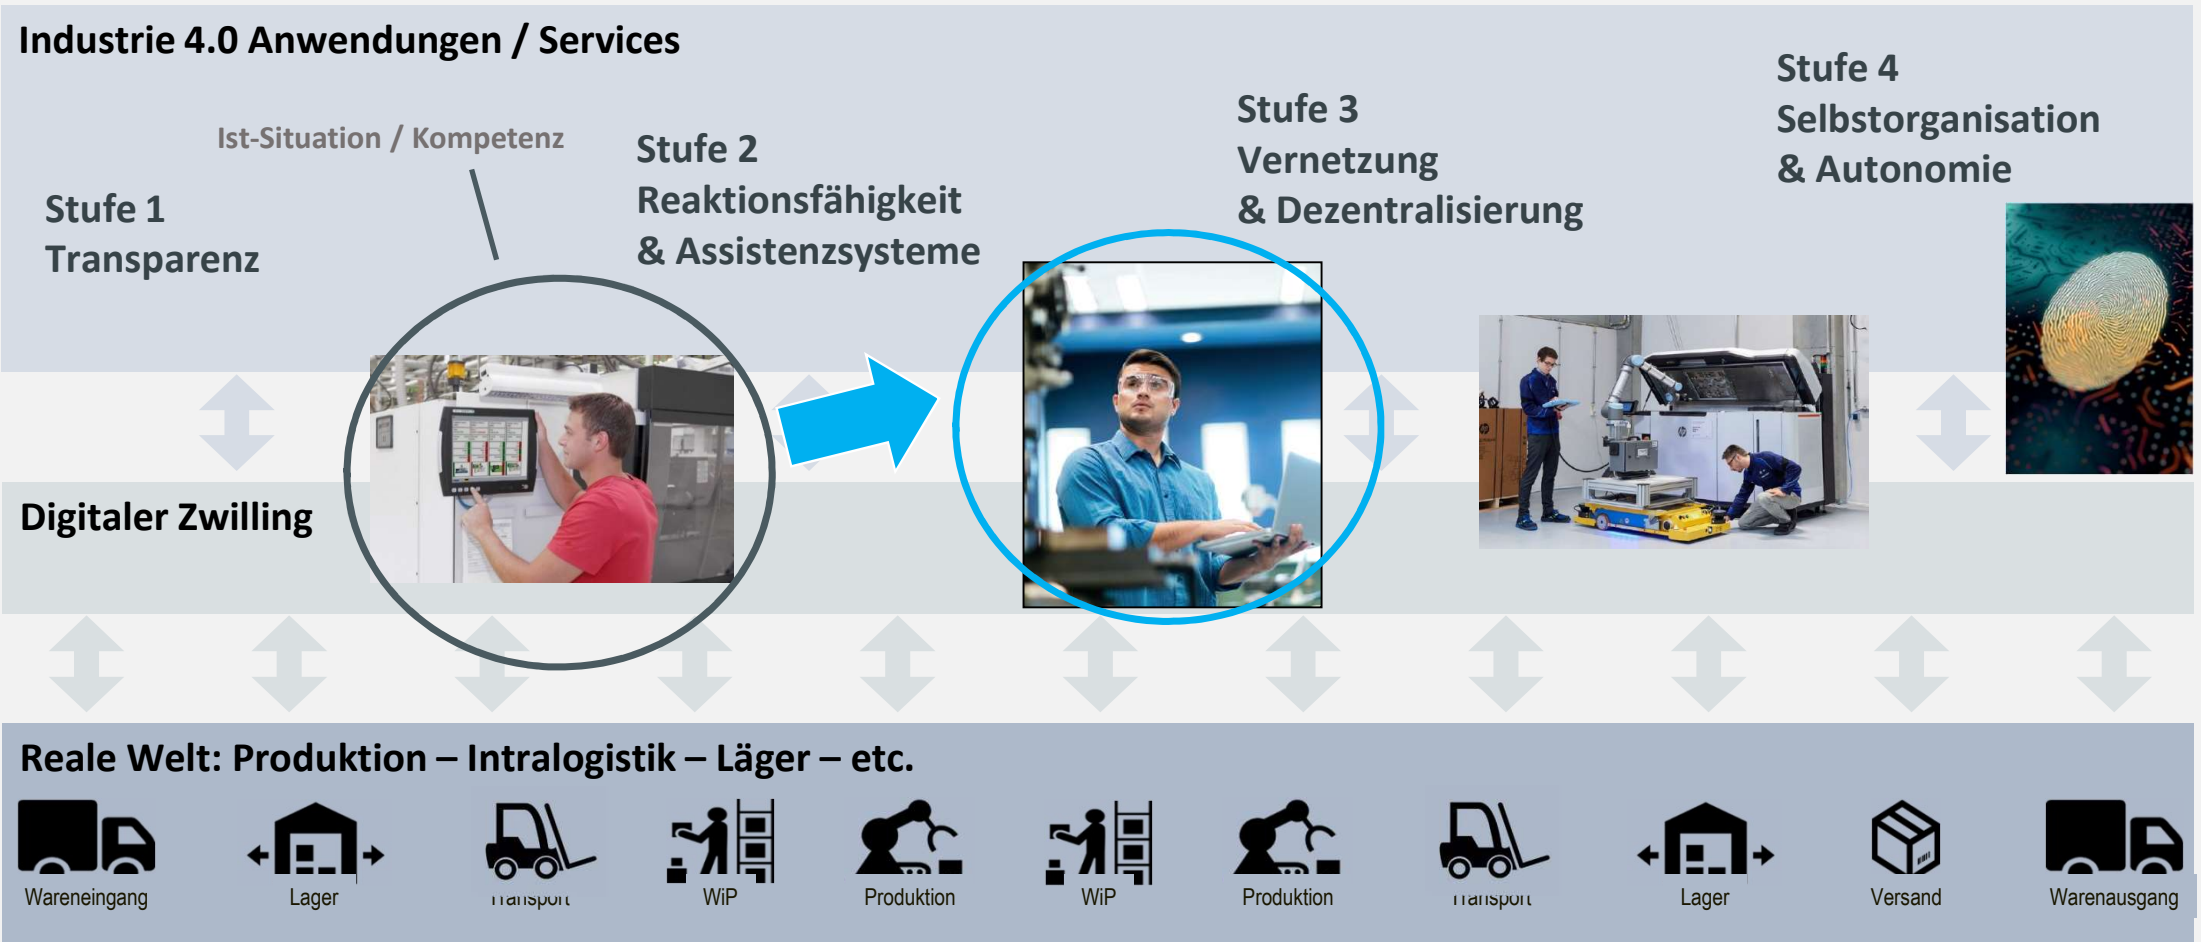 Industrie 4.0 Anwendungen / Services
Ist-Situation / Kompetenz
Stufe 1
Transparenz
Stufe 2
Reaktionsfähigkeit
& Assistenzsysteme
Stufe 3
Vernetzung
& Dezentralisierung
Stufe 4
Selbstorganisation
& Autonomie
Digitaler Zwilling
Reale Welt: Produktion – Intralogistik – Läger – etc.
Wareneingang
Lager
Transport
WiP
Produktion
WiP
Produktion
Transport
Lager
Versand
Warenausgang